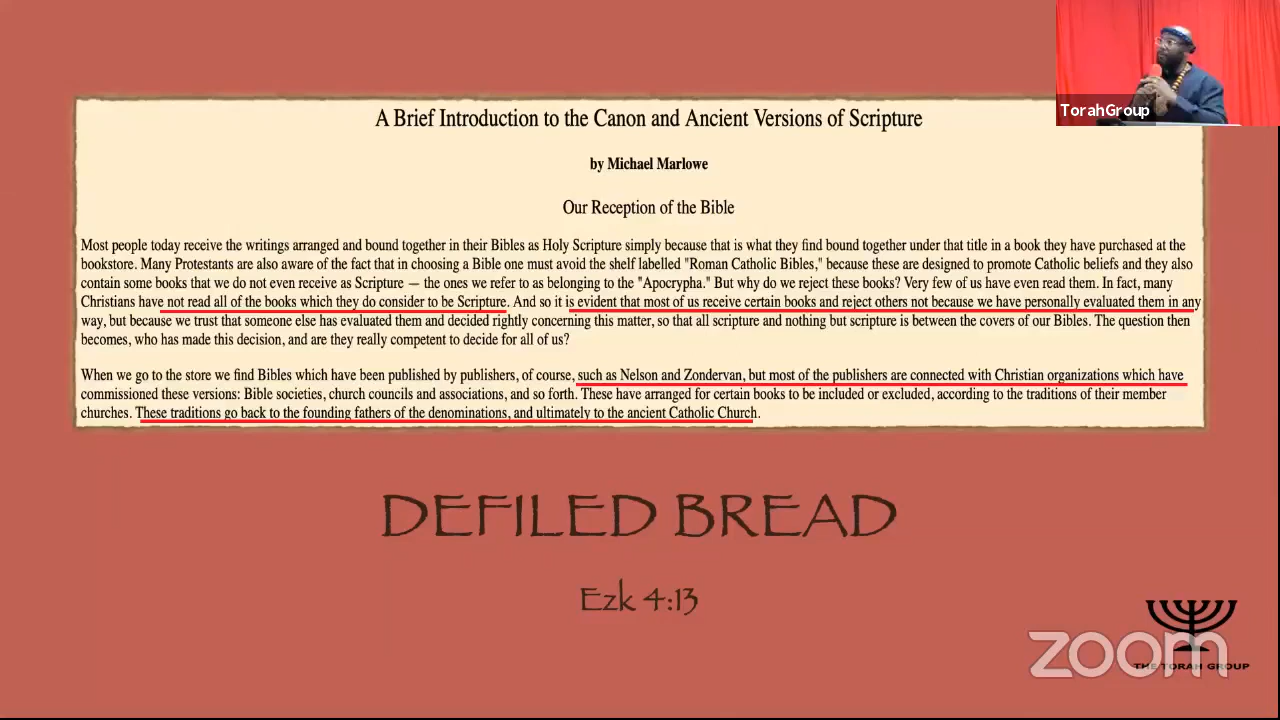 TorahGroup
A Brief Introduction to the Canon and Ancient Versions of Scripture
by Michael Marlowe
Our Reception of the Bible
Most people today receive the writings arranged and bound together in their Bibles as Holy Scripture simply because that is what they find bound together under that title in a book they have purchased at the
bookstore. Many Protestants are also aware of the fact that in choosing a Bible one must avoid the shelf labelled "Roman Catholic Bibles," because these are designed to promote Catholic beliefs and they also
contain some books that we do not even receive as Scripture — the ones we refer to as belonging to the "Apocrypha." But why do we reject these books? Very few of us have even read them. In fact, many
Christians have not read all of the books which they do consider to be Scripture. And so it is evident that most of us receive certain books and reject others not because we have personally evaluated them in any
way, but because we trust that someone else has evaluated them and decided rightly concerning this matter, so that all scripture and nothing but scripture is between the covers of our Bibles. The question then
becomes, who has made this decision, and are they really competent to decide for all of us?
When we go to the store we find Bibles which have been published by publishers, of course, such as Nelson and Zondervan, but most of the publishers are connected with Christian organizations which have
commissioned these versions: Bible societies, church councils and associations, and so forth. These have arranged for certain books to be included or excluded, according to the traditions of their member
churches. These traditions go back to the founding fathers of the denominations, and ultimately to the ancient Catholic Church.
DEFILED BREAD
Ezk 4:13
zoom
THE TORAH GROUP